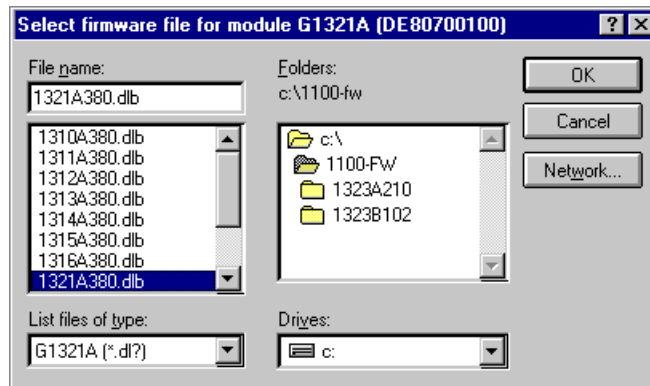 Select firmware file for module G1321A (DE80700100)
File name:
1321A380.dlb
1310A380.dlb
1311A380.dlb
1312A380.dlb
1313A380.dlb
1314A380.dlb
1315A380.dlb
1316A380.dlb
1321A380.dlb
List files of type:
G1321A (*.dl?)
Folders:
c:\1100-fw
c:\
1100-FW
1323A210
1323B102
Drives:
c:
OK
Cancel
Network...